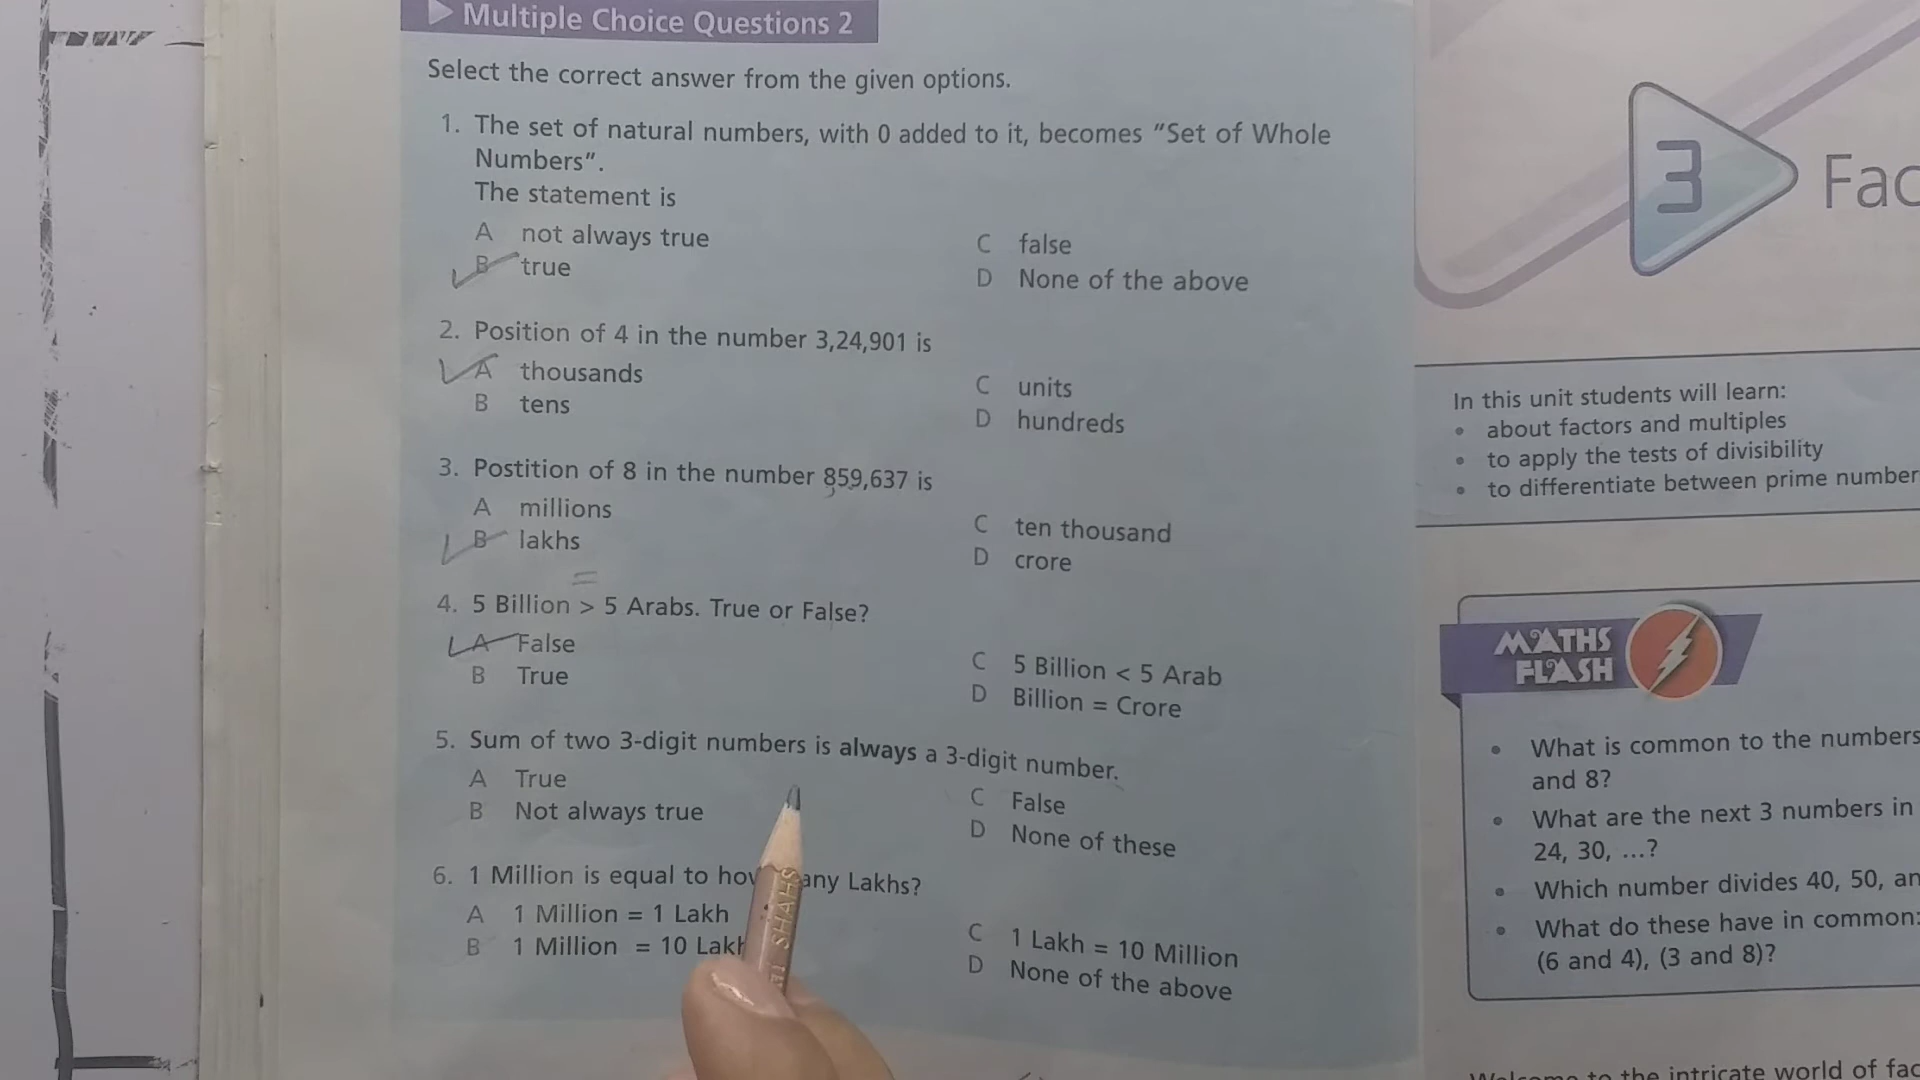 Multiple Choice Questions 2
Select the correct answer from the given options.
1. The set of natural numbers, with 0 added to it, becomes "Set of Whole
Numbers".
The statement is
A not always true
B true
C false
D None of the above
2. Position of 4 in the number 3,24,901 is
A thousands
B tens
C units
D hundreds
3. Postition of 8 in the number 859,637 is
A millions
B lakhs
C ten thousand
D crore
=
4. 5 Billion > 5 Arabs. True or False?
A False
B True
C 5 Billion < 5 Arab
D Billion = Crore
5. Sum of two 3-digit numbers is always a 3-digit number.
A True
B Not always true
C False
D None of these
6. 1 Million is equal to any Lakhs?
A 1 Million = 1 Lakh
B 1 Million = 10
C 1 Lakh = 10 Million
D None of the above
SHAHS
3
In this unit students will learn:
• about factors and multiples
• to apply the tests of divisibility
• to differentiate between prime number
MATHS
FLASH
• What is common to the numbers
and 8?
• What are the next 3 numbers in
24, 30, ...?
• Which number divides 40, 50,
• What do these have in common:
(6 and 4), (3 and 8)?
Welcome to the intricate world of